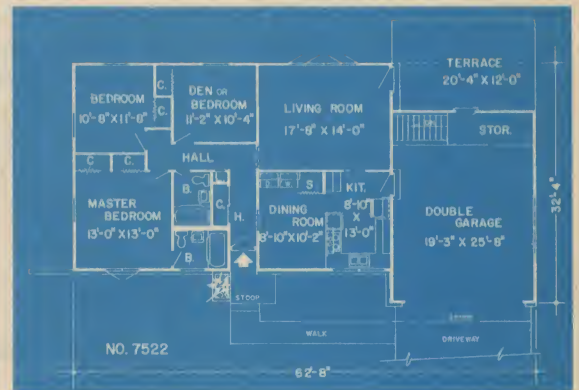 TERRACE
20'-4" X 12'-0"
BEDROOM
10'-8" X 11'-8"
C.
C.
DEN OR
BEDROOM
11'-2" X 10'-4"
LIVING ROOM
17'-8" X 14'-0"
STOR.
C
C.
HALL
B.
C.
H.
S
KIT.
8'-10"
X
13'-0"
MASTER
BEDROOM
13'-0" X 13'-0"
DINING
ROOM
8'-10" X 10'-2"
DOUBLE
GARAGE
19'-3" X 25'-8"
32'-4"
B.
STOOP
WALK
DRIVEWAY
NO. 7522
62'-8"